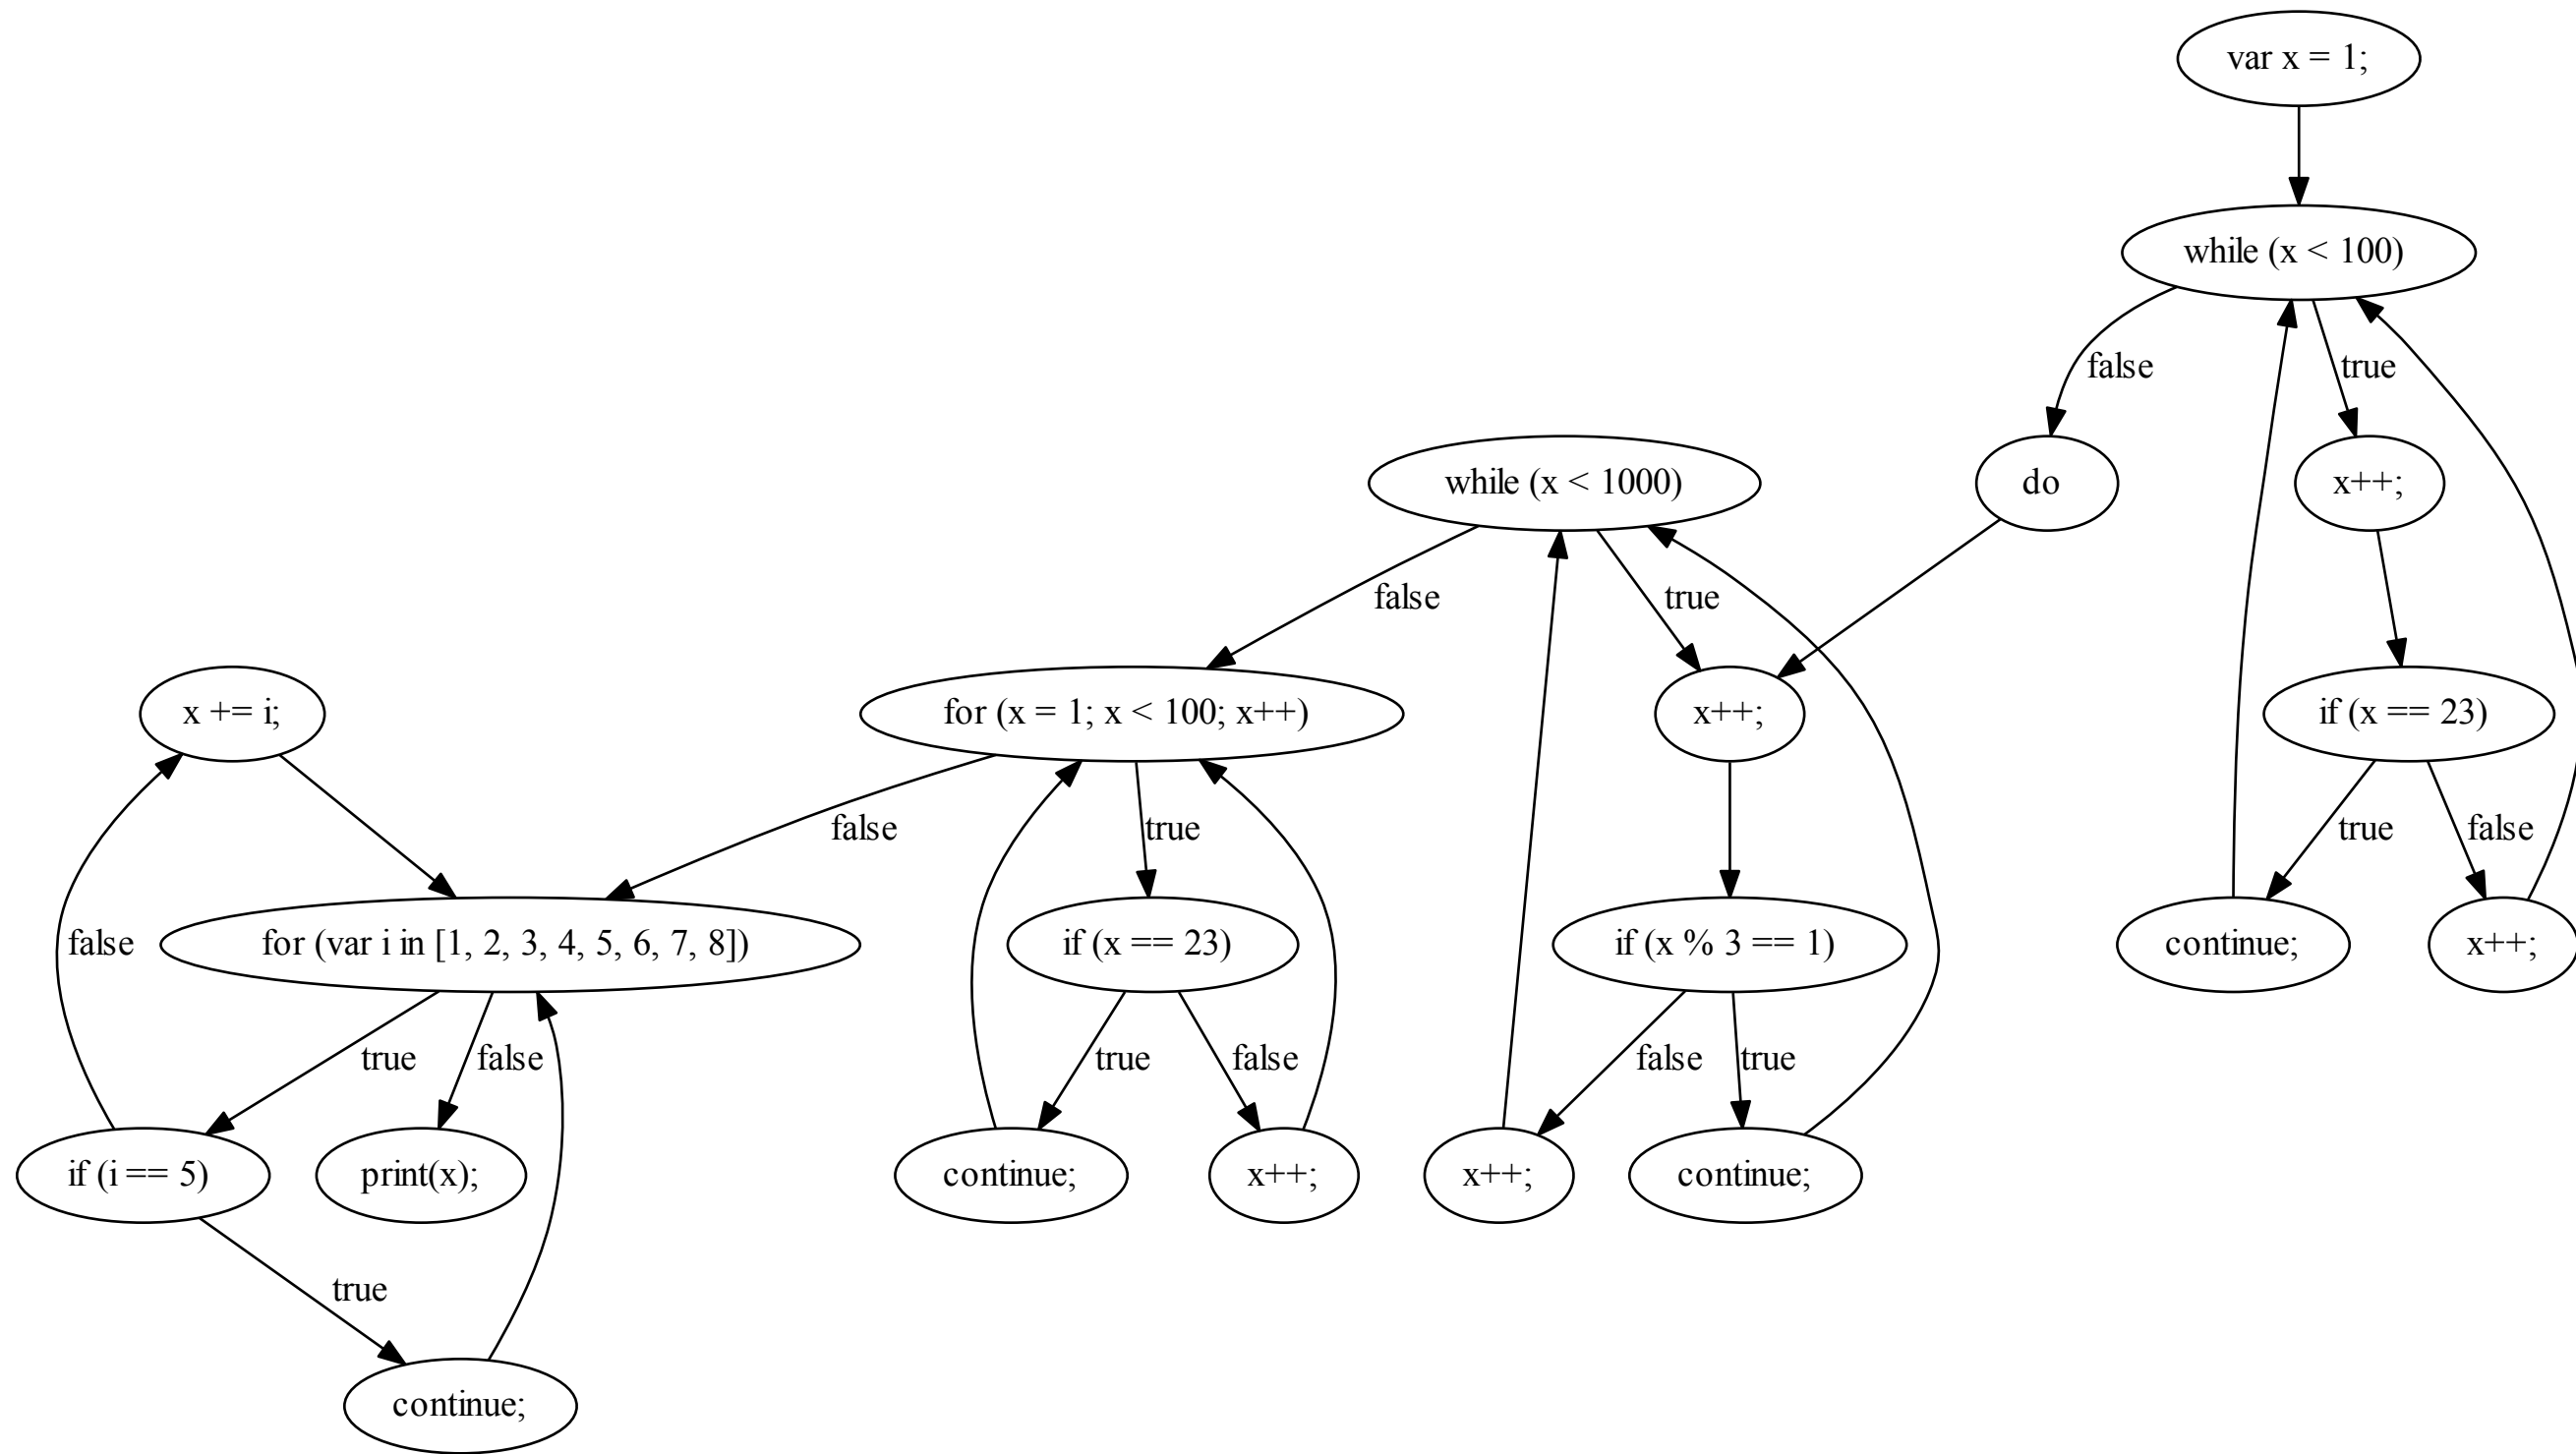 var x = 1;
while (x < 100)
false
true
while (x < 1000)
do
x++;
false
true
x += i;
for (x = 1; x < 100; x++)
x++;
if (x == 23)
false
true
true
false
false
for (var i in [1, 2, 3, 4, 5, 6, 7, 8])
if (x == 23)
if (x % 3 == 1)
continue;
x++;
true
false
true
false
false
true
if (i == 5)
print(x);
continue;
x++;
x++;
continue;
true
continue;